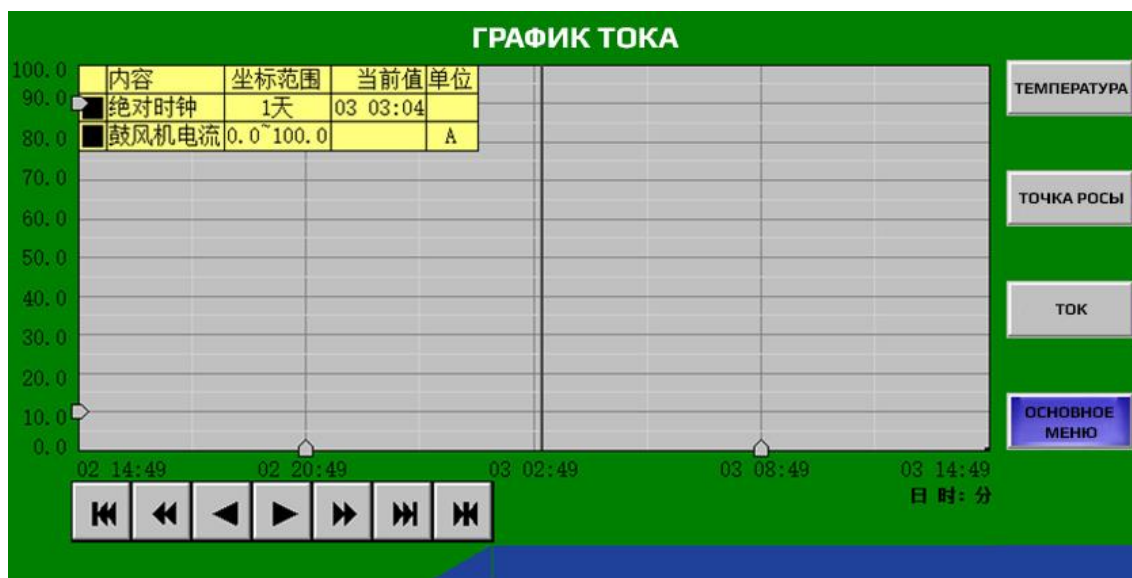 ГРАФИК ТОКА
100.0
90.0
80.0
70.0
60.0
50.0
40.0
30.0
20.0
10.0
0.0
内容 坐标范围 当前值 单位
绝对时钟 1天 03 03:04
鼓风机电流 0.0~100.0 A
02 14:49 02 20:49 03 02:49 03 08:49 03 14:49
日 时:分
ТЕМПЕРАТУРА
ТОЧКА РОСЫ
ТОК
ОСНОВНОЕ
МЕНЮ